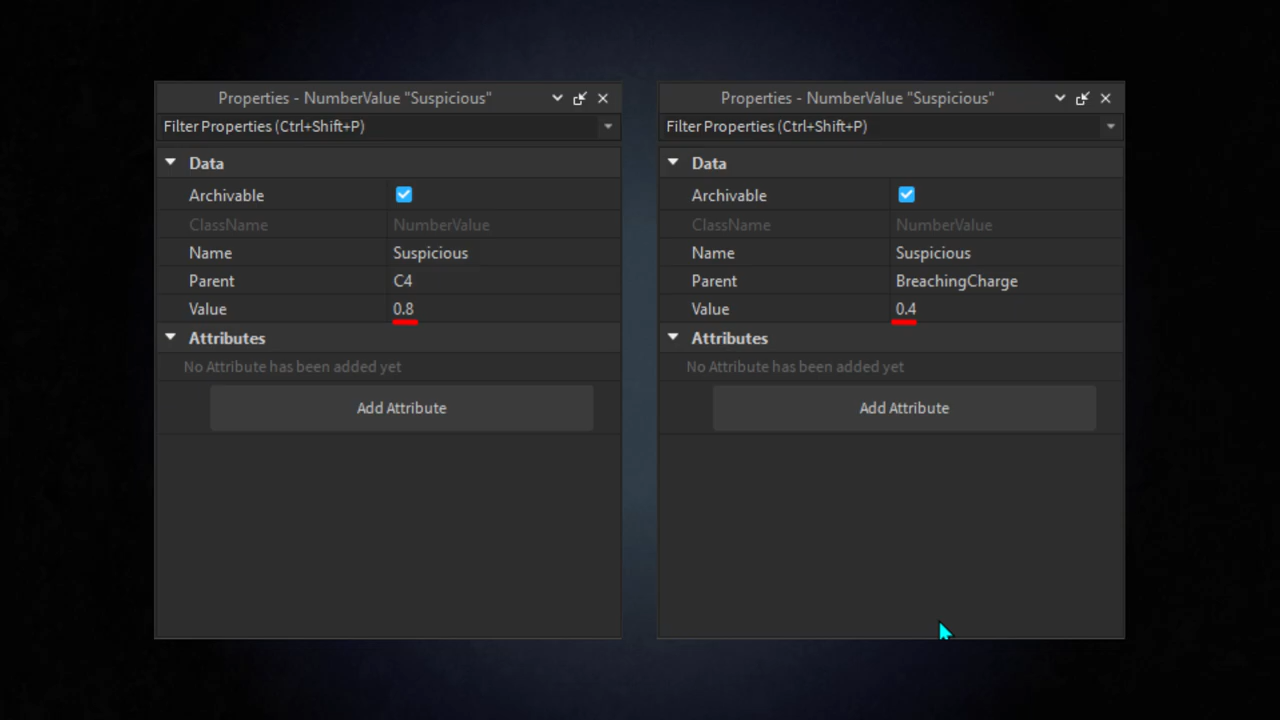 Properties - NumberValue "Suspicious"
Filter Properties (Ctrl+Shift+P)
Data
Archivable
ClassName NumberValue
Name Suspicious
Parent C4
Value 0.8
Attributes
No Attribute has been added yet
Add Attribute
Properties - NumberValue "Suspicious"
Filter Properties (Ctrl+Shift+P)
Data
Archivable
ClassName NumberValue
Name Suspicious
Parent BreachingCharge
Value 0.4
Attributes
No Attribute has been added yet
Add Attribute